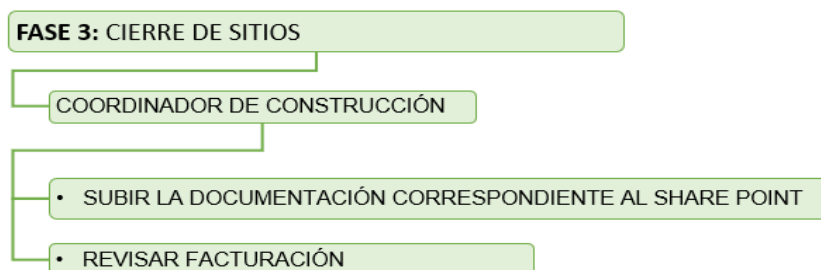 FASE 3: CIERRE DE SITIOS
COORDINADOR DE CONSTRUCCIÓN
• SUBIR LA DOCUMENTACIÓN CORRESPONDIENTE AL SHARE POINT
• REVISAR FACTURACIÓN